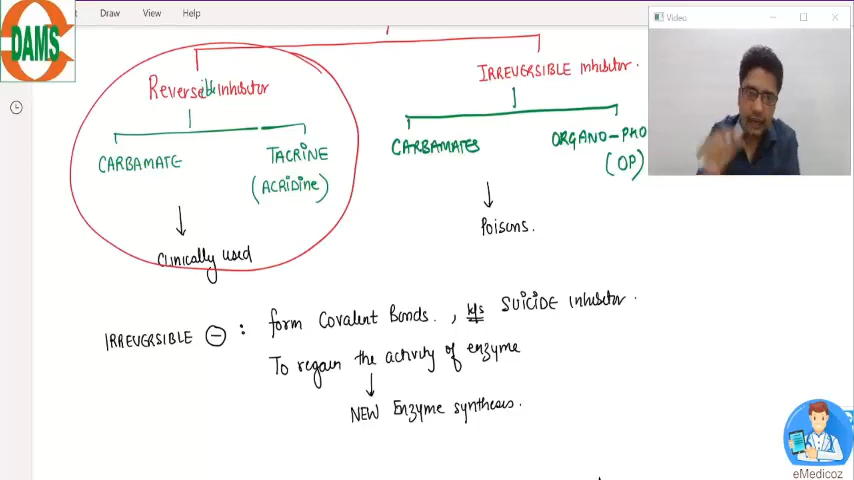 Draw View Help
Video
DAMS
Reversible Inhibitor
IRREVERSIBLE Inhibitor.
CARBAMATE
TACRINE
(ACRIDINE)
CARBAMATES
ORGANO-PHO
(OP)
Clinically used
Poisons.
IRREVERSIBLE - : form Covalent Bonds. , k/s SUICIDE Inhibitor.
To regain the activity of enzyme
NEW Enzyme synthesis.
eMedicoz